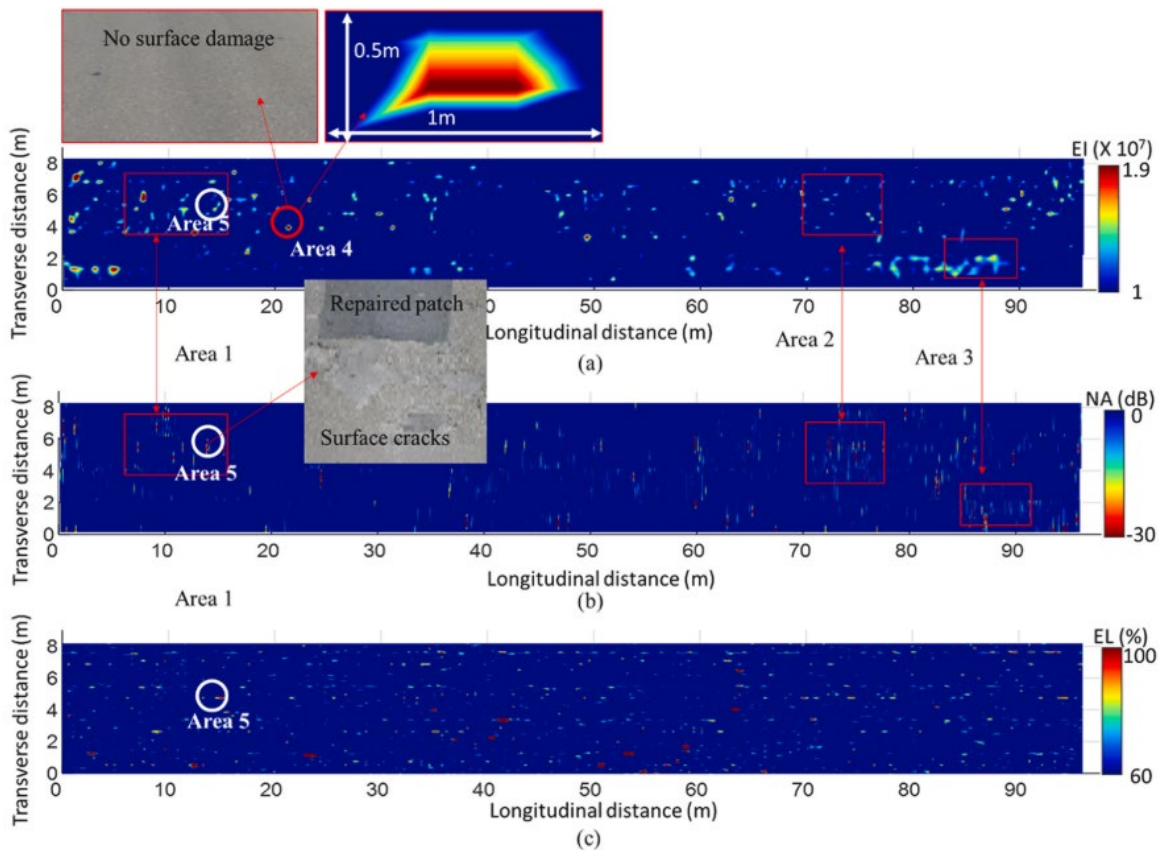 No surface damage
0.5m
1m
EI (X 10⁷)
1.9
1
Transverse distance (m)
8
6
4
2
0
Area 5
Area 4
0 10 20 30 40 50 60 70 80 90
Longitudinal distance (m)
(a)
Repaired patch
Surface cracks
Area 1
Area 2
Area 3
NA (dB)
0
-30
Transverse distance (m)
8
6
4
2
0
Area 5
0 10 20 30 40 50 60 70 80 90
Longitudinal distance (m)
(b)
Area 1
EL (%)
100
60
Transverse distance (m)
8
6
4
2
0
Area 5
0 10 20 30 40 50 60 70 80 90
Longitudinal distance (m)
(c)